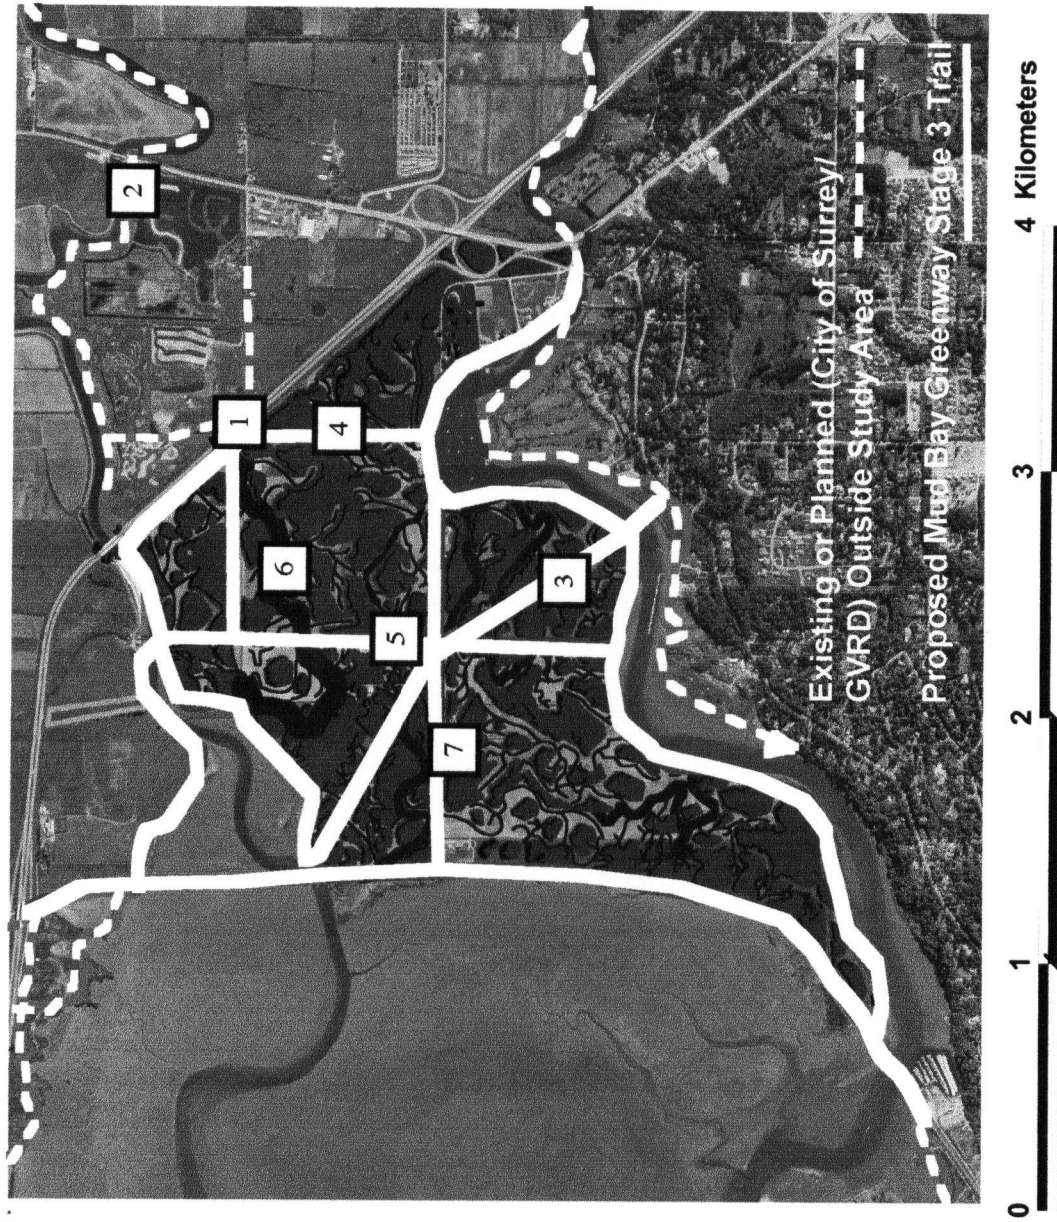 2
1
4
6
5
3
7
Existing or Planned (City of Surrey/
GVRD) Outside Study Area
Proposed Mud Bay Greenway Stage 3 Trail
0 1 2 3 4 Kilometers